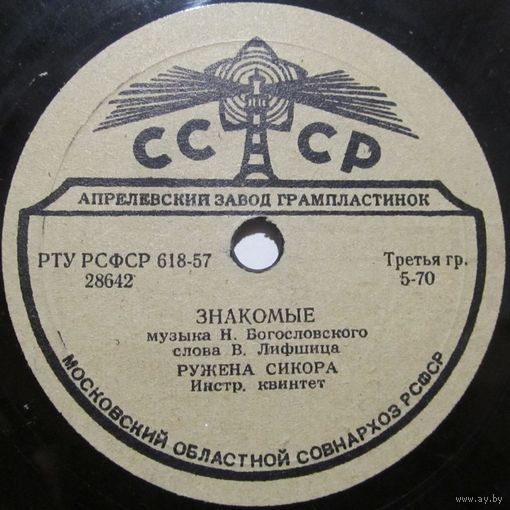 СССР
АПРЕЛЕВСКИЙ ЗАВОД ГРАМПЛАСТИНОК
РТУ РСФСР 618-57
28642
Третья гр.
5-70
ЗНАКОМЫЕ
музыка Н. Богословского
слова В. Лифшица
РУЖЕНА СИКОРА
Инстр. квинтет
МОСКОВСКИЙ ОБЛАСТНОЙ СОВНАРХОЗ РСФСР
www.ay.by